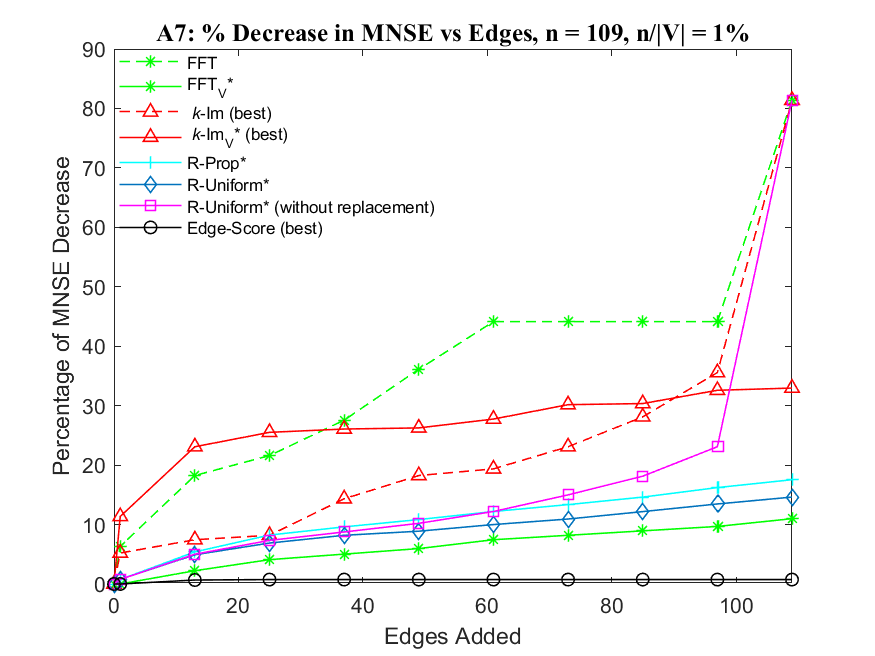 A7: % Decrease in MNSE vs Edges, n = 109, n/|V| = 1%
90
80
70
60
50
40
30
20
10
0
Percentage of MNSE Decrease
FFT
FFT_V*
k-Im (best)
k-Im_V* (best)
R-Prop*
R-Uniform*
R-Uniform* (without replacement)
Edge-Score (best)
0 20 40 60 80 100
Edges Added